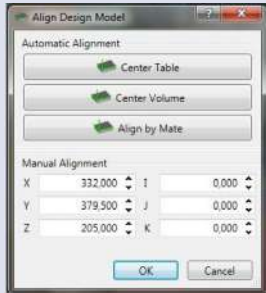 Align Design Model
Automatic Alignment
Center Table
Center Volume
Align by Mate
Manual Alignment
X 332,000 I 0,000
Y 379,500 J 0,000
Z 205,000 K 0,000
OK Cancel